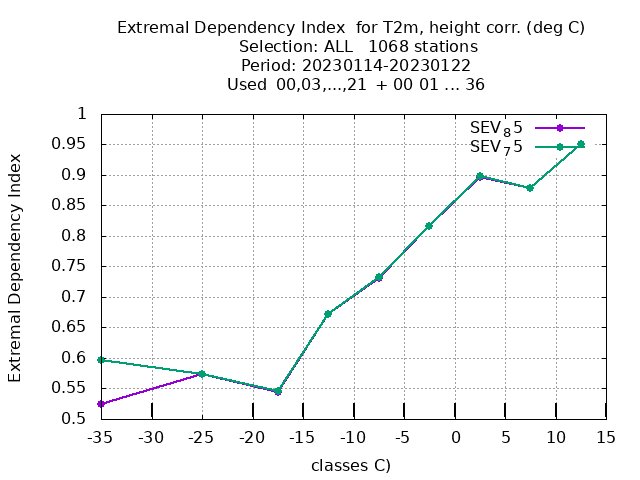 Extremal Dependency Index  for T2m, height corr. (deg C)
Selection: ALL   1068 stations
Period: 20230114-20230122
Used  00,03,...,21  + 00 01 ... 36
Extremal Dependency Index
1
0.95
0.9
0.85
0.8
0.75
0.7
0.65
0.6
0.55
0.5
SEV₈5
SEV₇5
-35 -30 -25 -20 -15 -10 -5 0 5 10 15
classes C)